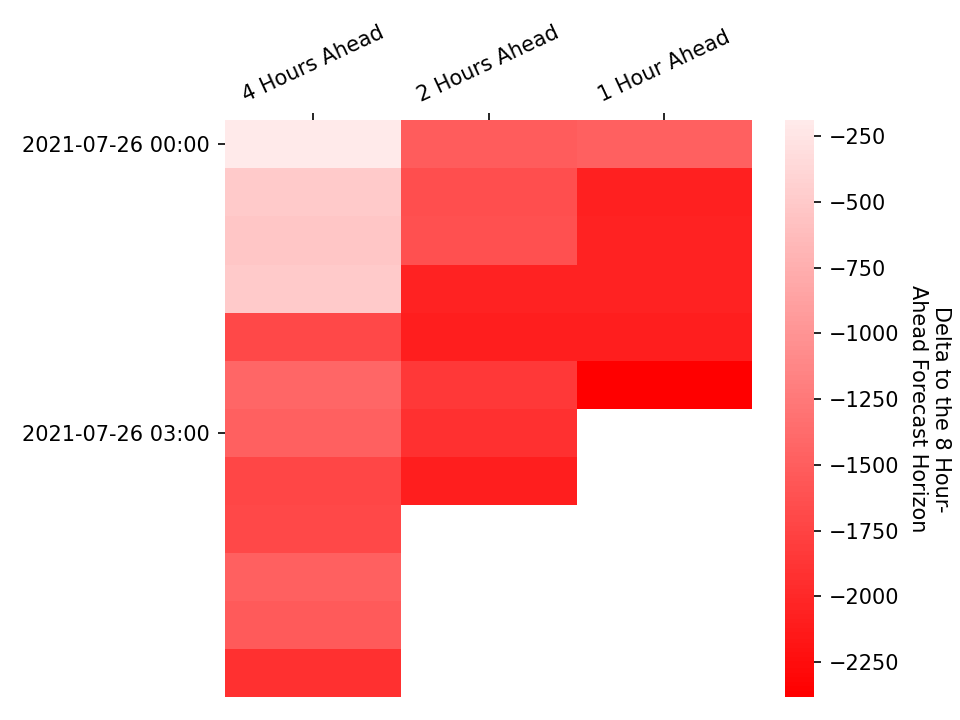 4 Hours Ahead
2 Hours Ahead
1 Hour Ahead
2021-07-26 00:00
2021-07-26 03:00
−250
−500
−750
−1000
−1250
−1500
−1750
−2000
−2250
Delta to the 8 Hour-
Ahead Forecast Horizon